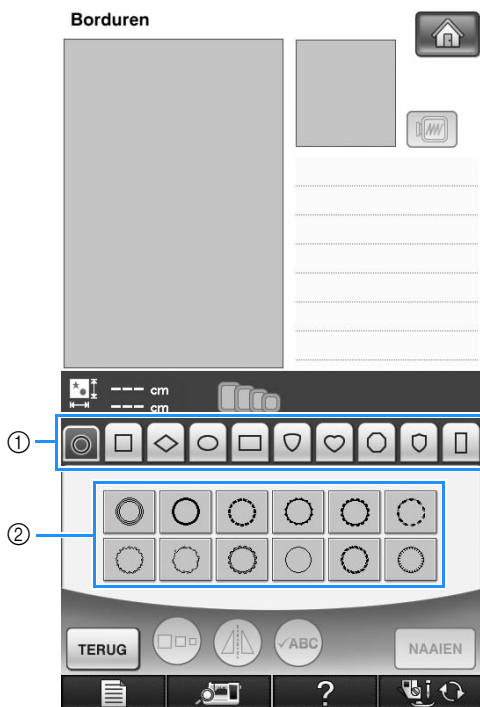 Borduren
--- cm
--- cm
①
②
TERUG
ABC
NAAIEN
?